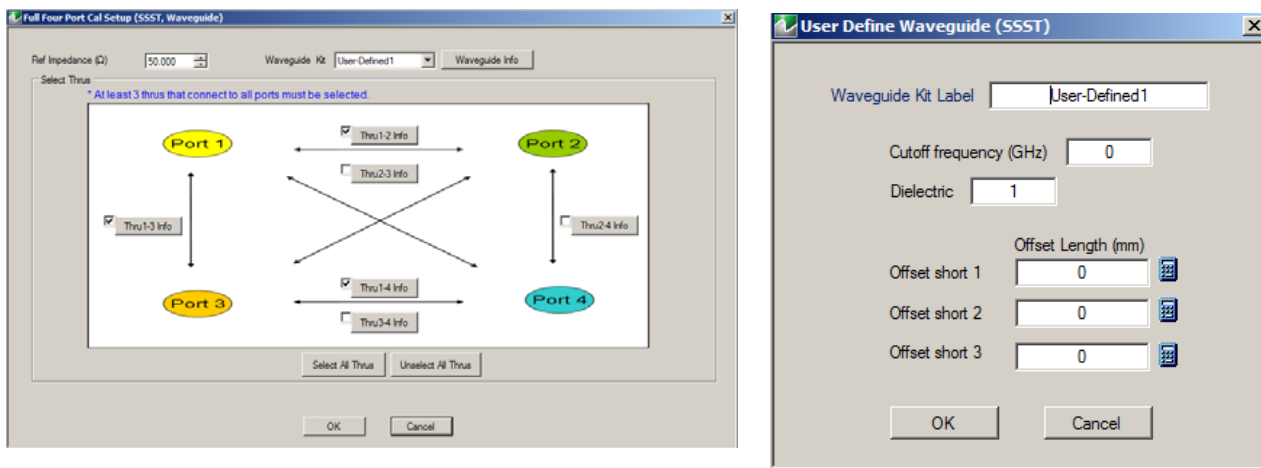 Full Four Port Cal Setup (SSST, Waveguide)
Ref Impedance (Ω) 50.000 Waveguide Kit User-Defined1 Waveguide Info
Select Thrus
* At least 3 thrus that connect to all ports must be selected.
Port 1 Thru1-2 Info Port 2
Thru2-3 Info
Thru1-3 Info Thru2-4 Info
Port 3 Thru1-4 Info Port 4
Thru3-4 Info
Select All Thrus Unselect All Thrus
OK Cancel
User Define Waveguide (SSST)
Waveguide Kit Label User-Defined1
Cutoff frequency (GHz) 0
Dielectric 1
Offset Length (mm)
Offset short 1 0
Offset short 2 0
Offset short 3 0
OK Cancel